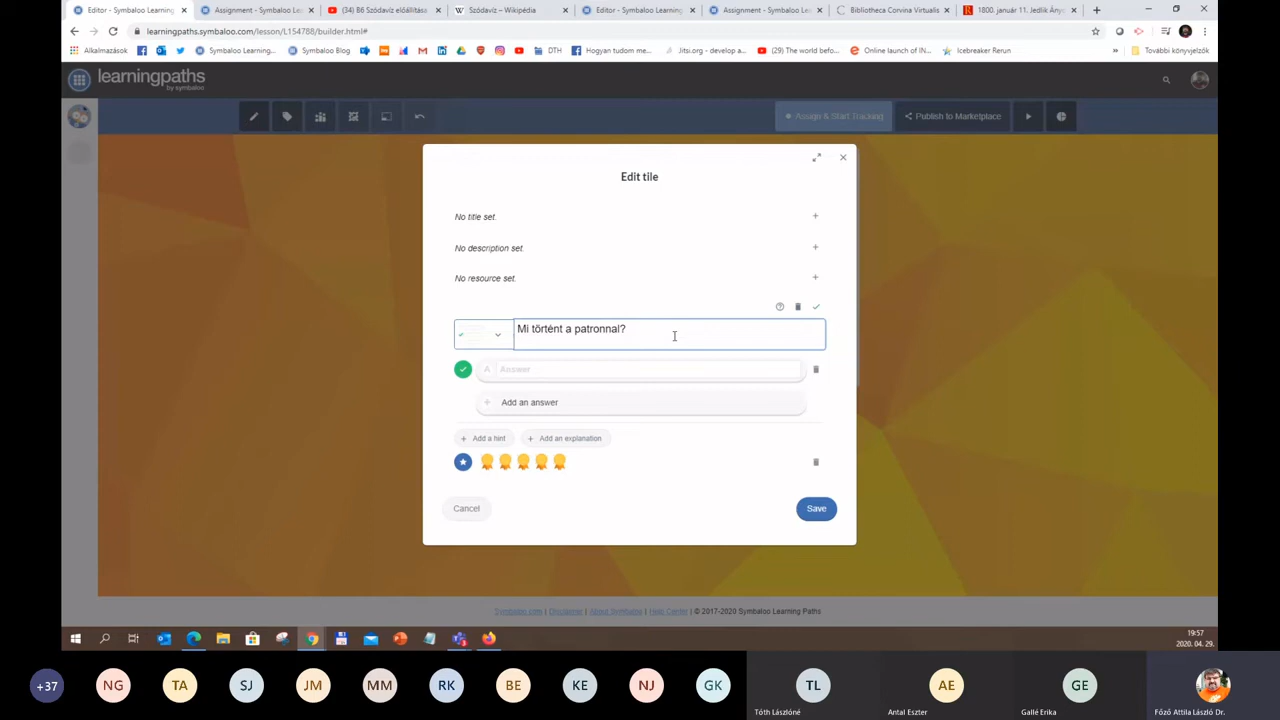 Editor - Symbaloo Learning
Assignment - Symbaloo Le
(34) B6 Szódavíz előállítása
Szódavíz – Wikipédia
Editor - Symbaloo Learning
Assignment - Symbaloo Le
Bibliotheca Corvina Virtualis
1800. január 11. Jedlik Ányo
learningpaths.symbaloo.com/lesson/L154788/builder.html#
Alkalmazások
Symbaloo Learning...
Symbaloo Blog
DTH
Hogyan tudom me...
Jitsi.org - develop a...
(29) The world befo...
Online launch of IN...
Icebreaker Rerun
További könyvjelzők
learningpaths
by symbaloo
Assign & Start Tracking
Publish to Marketplace
Edit tile
No title set.
No description set.
No resource set.
Mi történt a patronnal?
A Answer
Add an answer
Add a hint
Add an explanation
Cancel
Save
Symbaloo.com | Disclaimer | About Symbaloo | Help Center | © 2017-2020 Symbaloo Learning Paths
19:57
2020. 04. 29.
+37
NG
TA
SJ
JM
MM
RK
BE
KE
NJ
GK
TL
AE
GE
Tóth Lászlóné
Antal Eszter
Gallé Erika
Főző Attila László Dr.